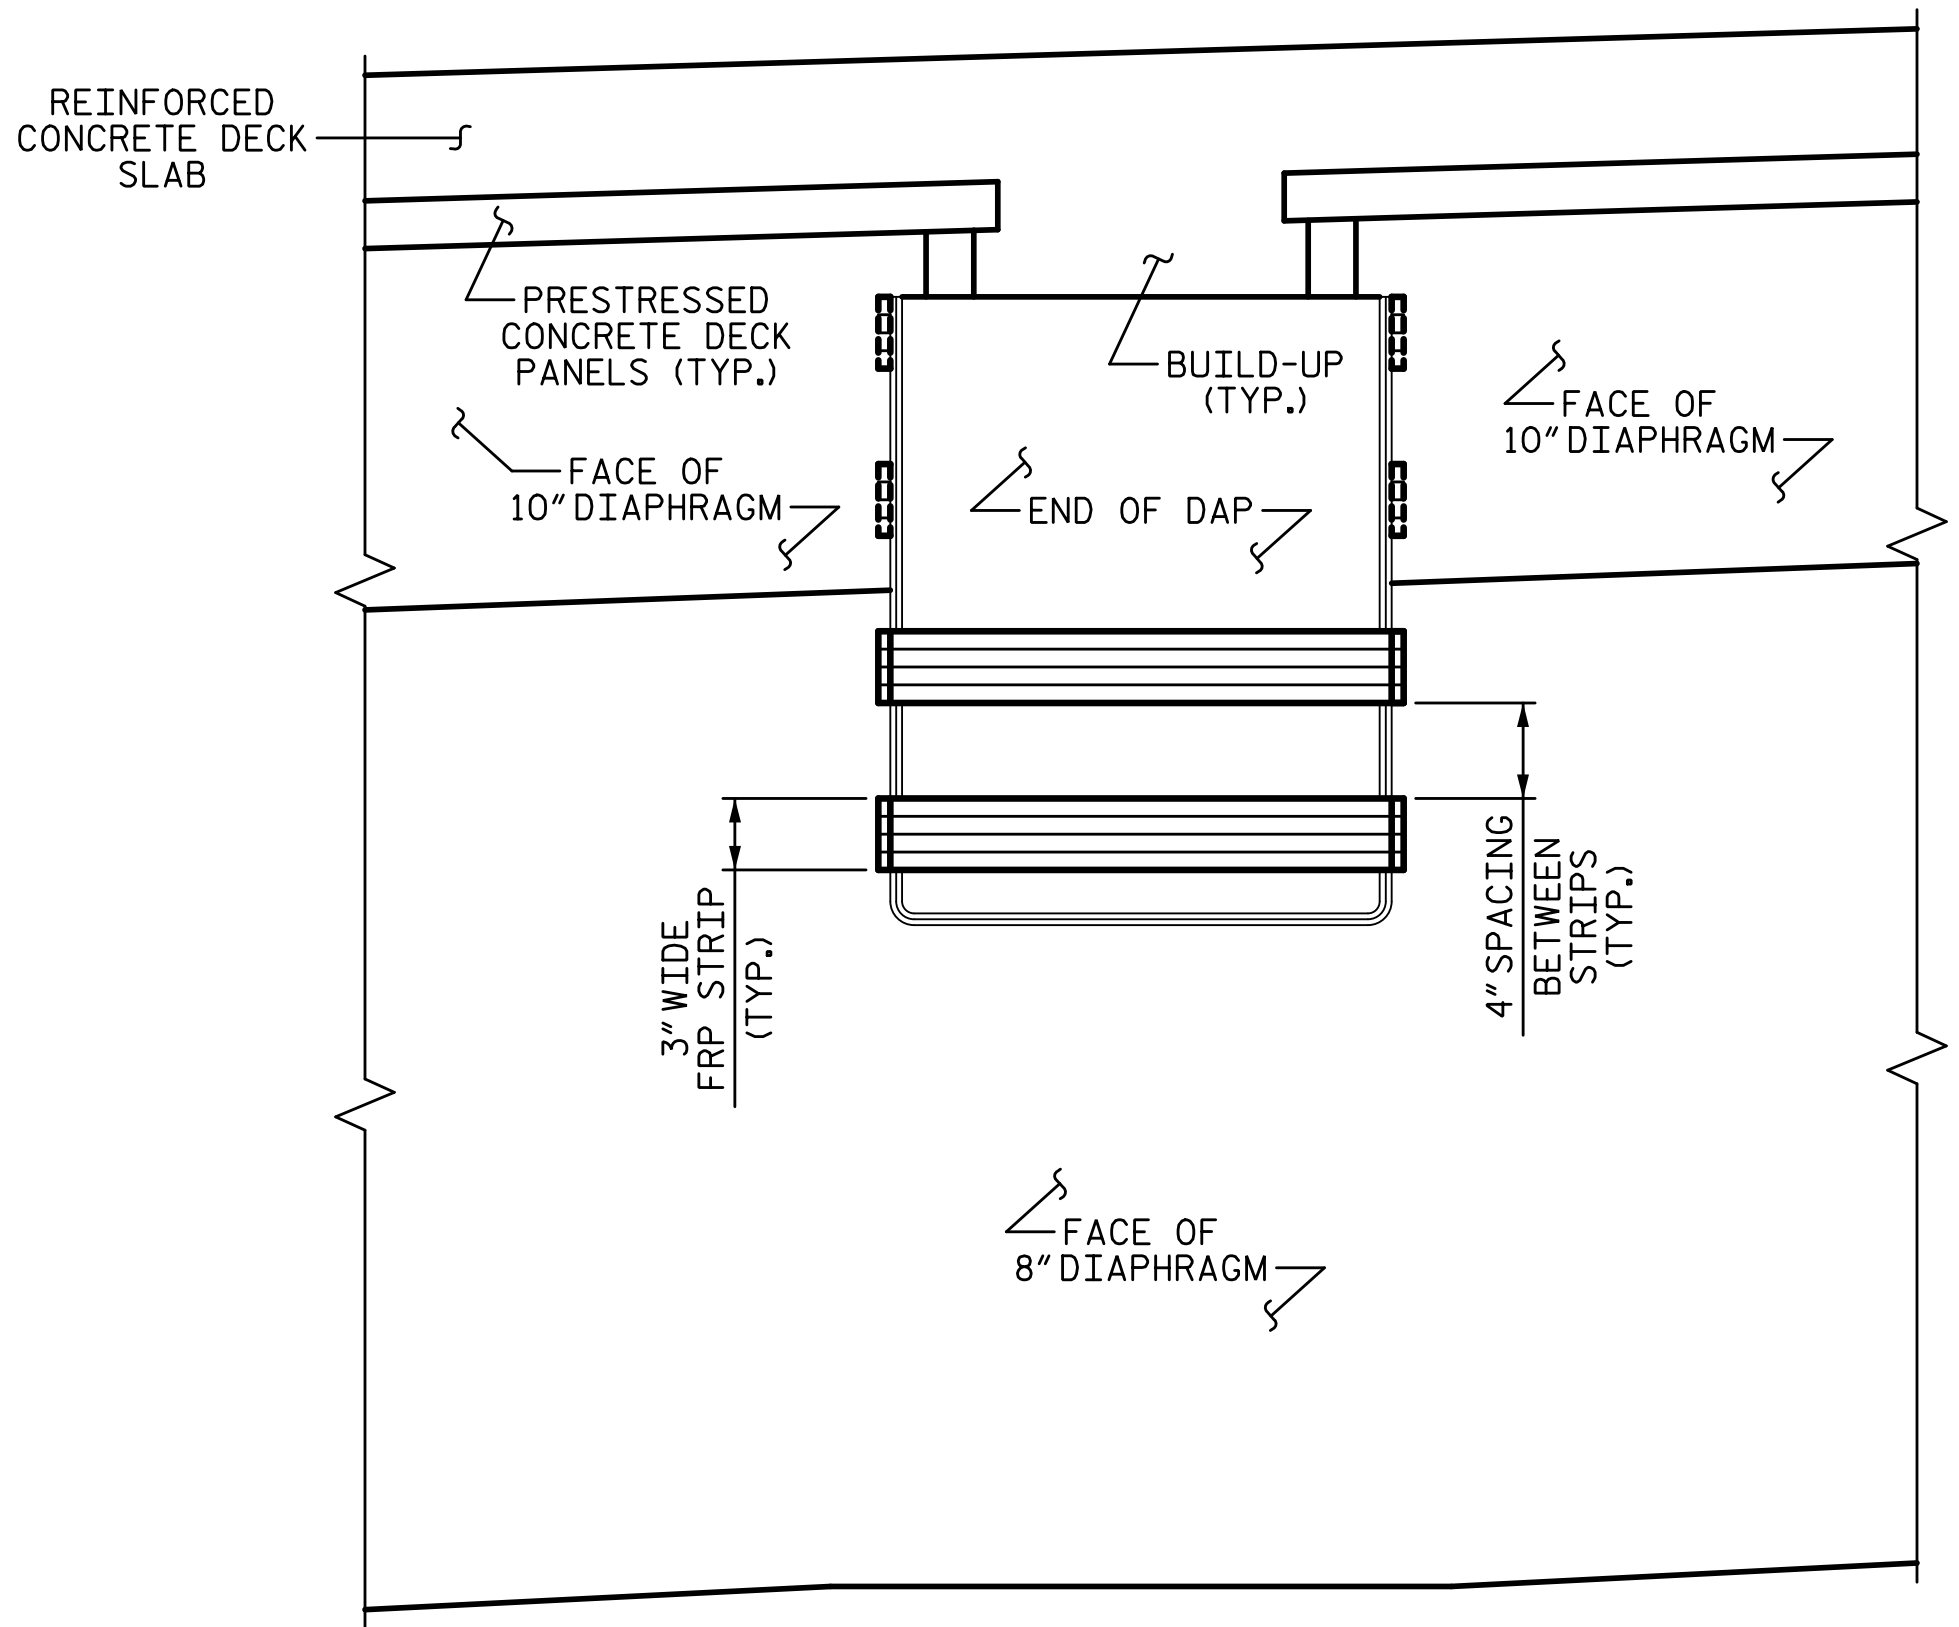 REINFORCED
CONCRETE DECK
SLAB
PRESTRESSED
CONCRETE DECK
PANELS (TYP.)
BUILD-UP
(TYP.)
FACE OF
10" DIAPHRAGM
FACE OF
10" DIAPHRAGM
END OF DAP
3" WIDE
FRP STRIP
(TYP.)
4" SPACING
BETWEEN
STRIPS
(TYP.)
FACE OF
8" DIAPHRAGM